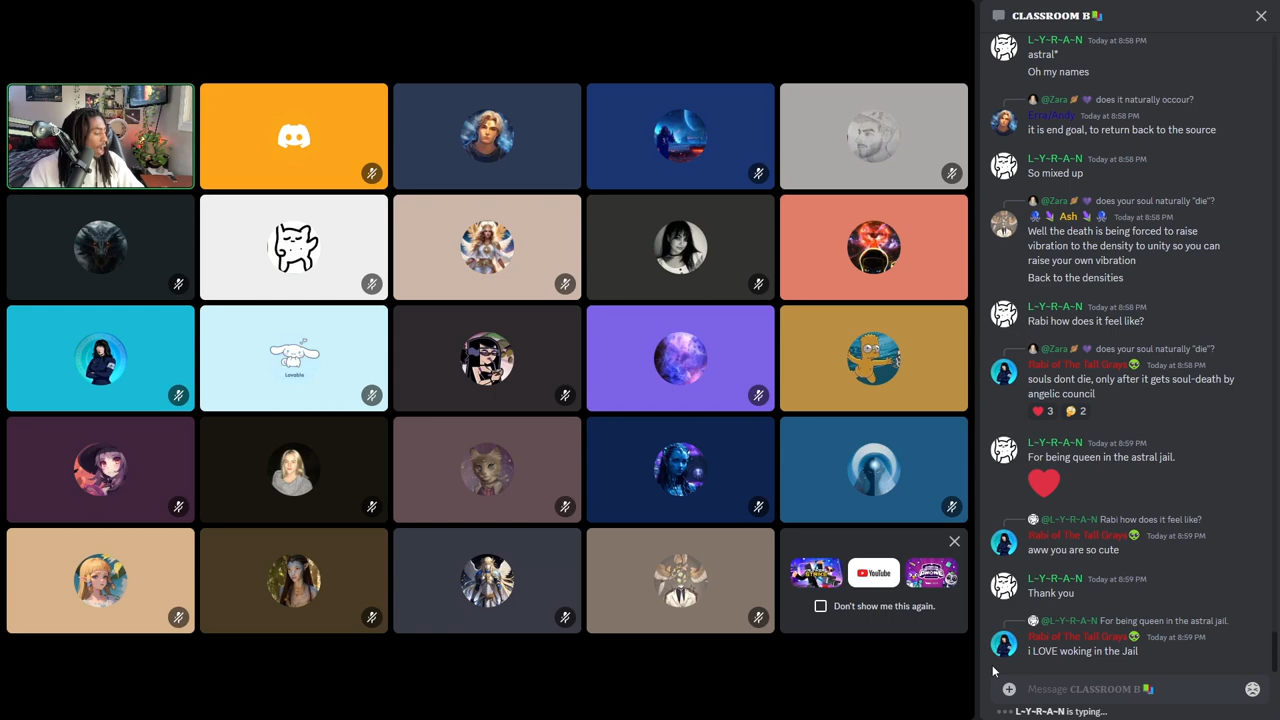 CLASSROOM B
L~Y~R~A~N Today at 8:58 PM
astral*
Oh my names
@Zara does it naturally occour?
Erra/Andy Today at 8:58 PM
it is end goal, to return back to the source
L~Y~R~A~N Today at 8:58 PM
So mixed up
@Zara does your soul naturally "die"?
Ash Today at 8:58 PM
Well the death is being forced to raise
vibration to the density to unity so you can
raise your own vibration
Back to the densities
L~Y~R~A~N Today at 8:58 PM
Rabi how does it feel like?
@Zara does your soul naturally "die"?
Rabi of The Tall Grays Today at 8:58 PM
souls dont die, only after it gets soul-death by
angelic council
3 2
L~Y~R~A~N Today at 8:59 PM
For being queen in the astral jail.
@L~Y~R~A~N Rabi how does it feel like?
Rabi of The Tall Grays Today at 8:59 PM
aww you are so cute
L~Y~R~A~N Today at 8:59 PM
Thank you
@L~Y~R~A~N For being queen in the astral jail.
Rabi of The Tall Grays Today at 8:59 PM
i LOVE woking in the Jail
Message CLASSROOM B
L~Y~R~A~N is typing...
Lovable
YouTube
Don't show me this again.